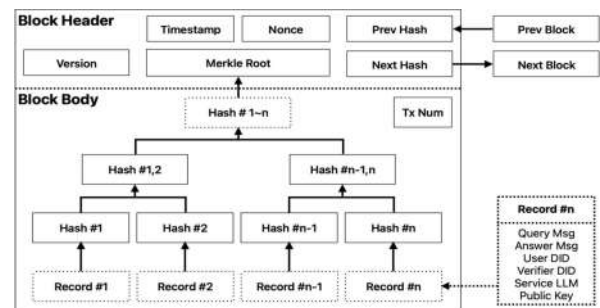 Block Header
Timestamp
Nonce
Prev Hash
Prev Block
Version
Merkle Root
Next Hash
Next Block
Block Body
Hash # 1~n
Tx Num
Hash #1,2
Hash #n-1,n
Hash #1
Hash #2
Hash #n-1
Hash #n
Record #1
Record #2
Record #n-1
Record #n
Record #n
Query Msg
Answer Msg
User DID
Verifier DID
Service LLM
Public Key